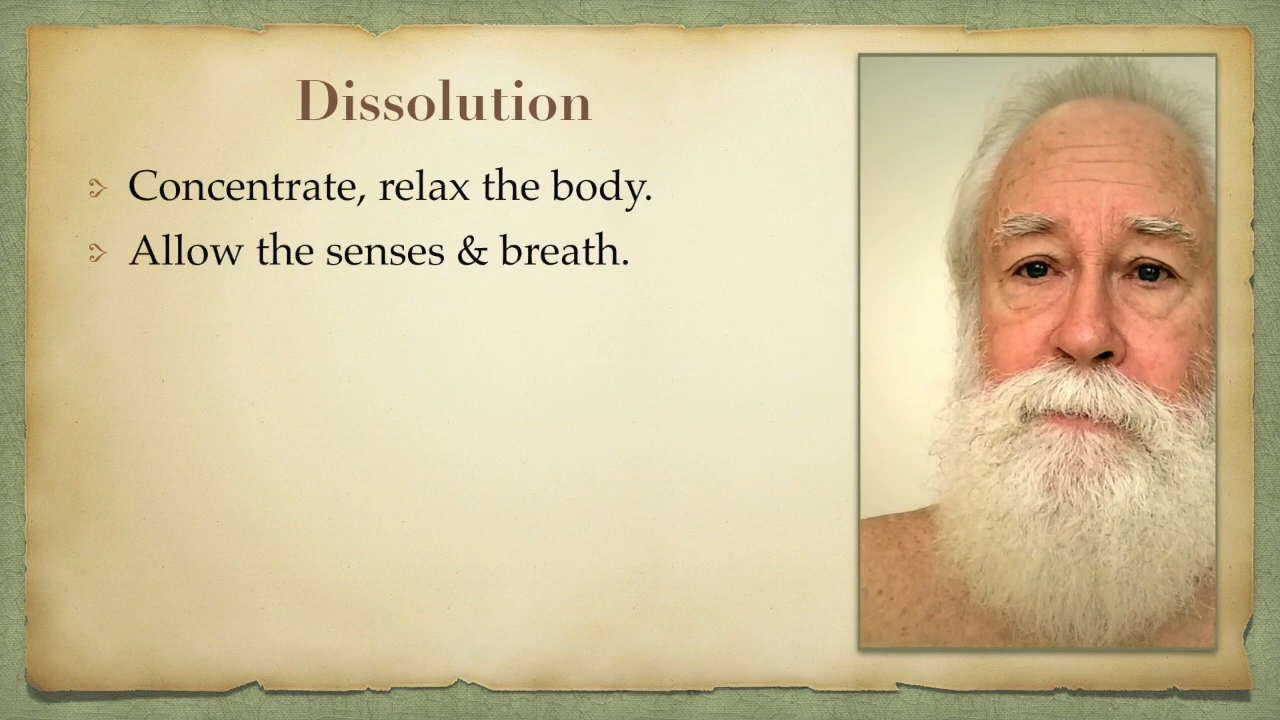 Dissolution
Concentrate, relax the body.
Allow the senses & breath.